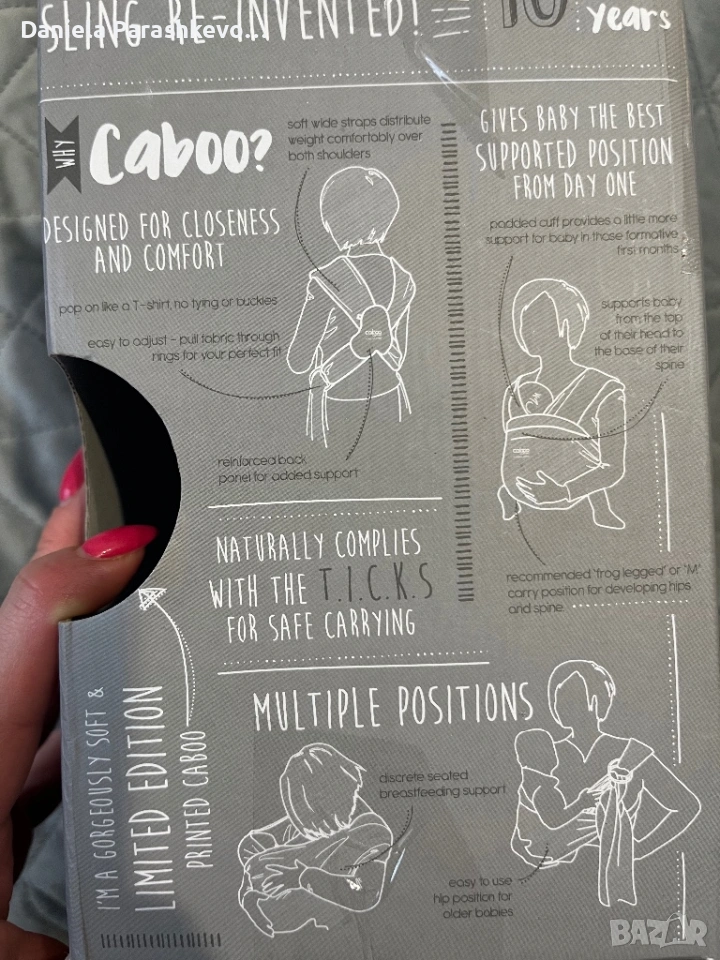 Daniela Parashkevo...
SLING RE-INVENTED!
10
years
WHY
Caboo?
soft wide straps distribute
weight comfortably over
both shoulders
DESIGNED FOR CLOSENESS
AND COMFORT
pop on like a T-shirt, no tying or buckles
easy to adjust - pull fabric through
rings for your perfect fit
caboo
reinforced back
panel for added support
GIVES BABY THE BEST
SUPPORTED POSITION
FROM DAY ONE
padded cuff provides a little more
support for baby in those formative
first months
supports baby
from the top
of their head to
the base of their
spine
caboo
recommended 'frog legged' or 'M'
carry position for developing hips
and spine
NATURALLY COMPLIES
WITH THE T.I.C.K.S
FOR SAFE CARRYING
I'M A GORGEOUSLY SOFT &
LIMITED EDITION
PRINTED CABOO
MULTIPLE POSITIONS
discrete seated
breastfeeding support
easy to use
hip position for
older babies
BAZAR